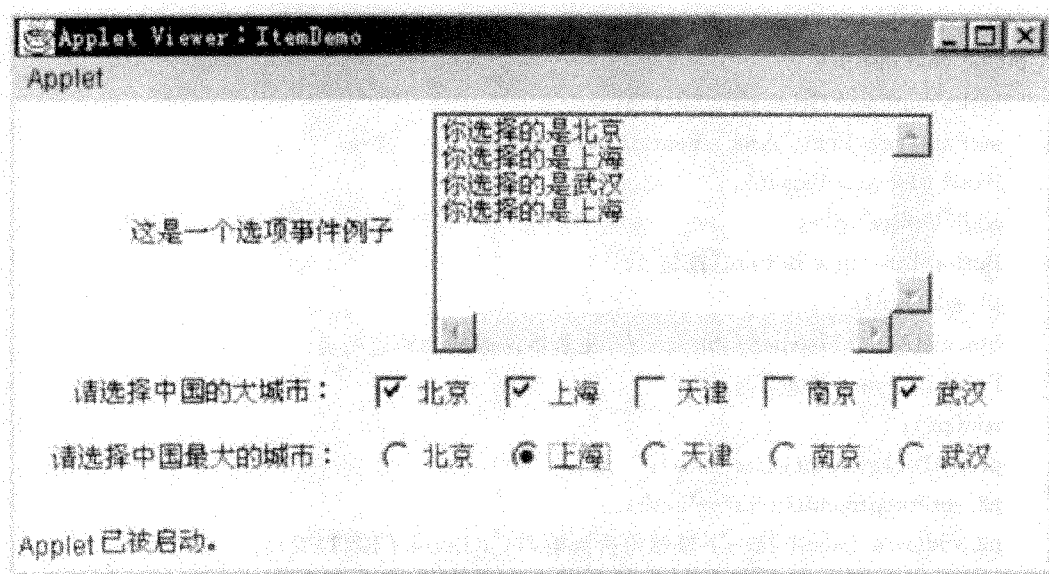 Applet Viewer：ItemDemo
Applet
你选择的是北京
你选择的是上海
你选择的是武汉
你选择的是上海
这是一个选项事件例子
请选择中国的大城市： 北京 上海 天津 南京 武汉
请选择中国最大的城市： 北京 上海 天津 南京 武汉
Applet 已被启动。